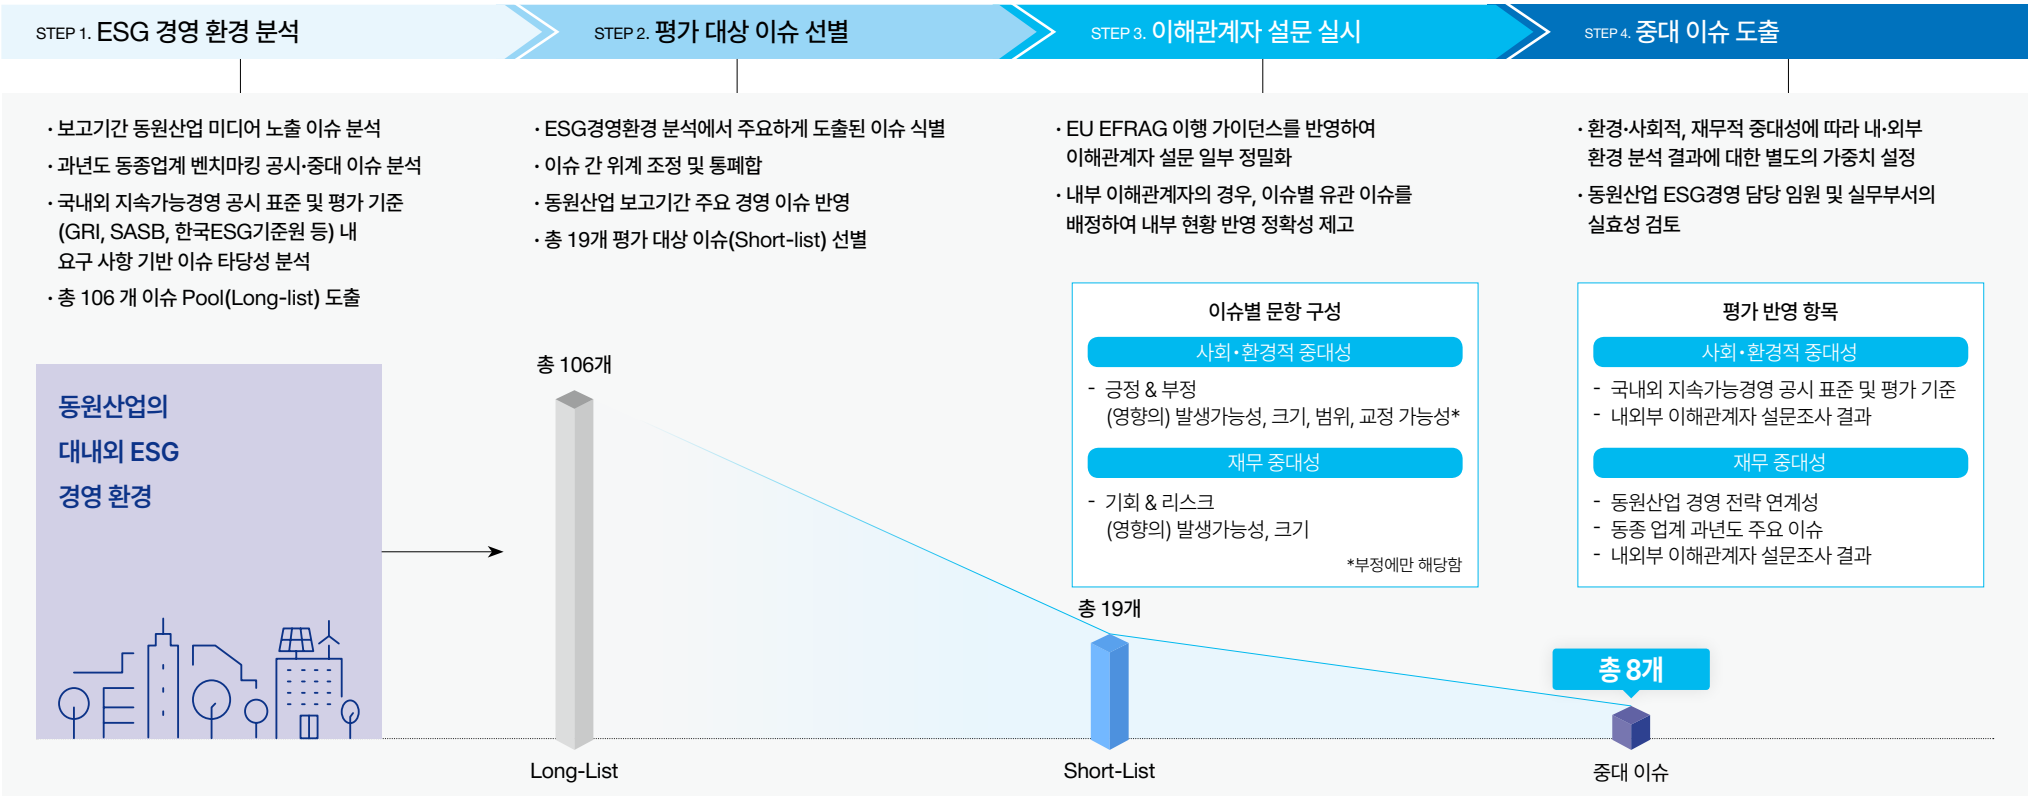 STEP 1. ESG 경영 환경 분석
STEP 2. 평가 대상 이슈 선별
STEP 3. 이해관계자 설문 실시
STEP 4. 중대 이슈 도출
· 보고기간 동원산업 미디어 노출 이슈 분석
· 과년도 동종업계 벤치마킹 공시·중대 이슈 분석
· 국내외 지속가능경영 공시 표준 및 평가 기준
(GRI, SASB, 한국ESG기준원 등) 내
요구 사항 기반 이슈 타당성 분석
· 총 106 개 이슈 Pool(Long-list) 도출
· ESG경영환경 분석에서 주요하게 도출된 이슈 식별
· 이슈 간 위계 조정 및 통폐합
· 동원산업 보고기간 주요 경영 이슈 반영
· 총 19개 평가 대상 이슈(Short-list) 선별
· EU EFRAG 이행 가이던스를 반영하여
이해관계자 설문 일부 정밀화
· 내부 이해관계자의 경우, 이슈별 유관 이슈를
배정하여 내부 현황 반영 정확성 제고
· 환경·사회적, 재무적 중대성에 따라 내·외부
환경 분석 결과에 대한 별도의 가중치 설정
· 동원산업 ESG경영 담당 임원 및 실무부서의
실효성 검토
이슈별 문항 구성
사회·환경적 중대성
- 긍정 & 부정
(영향의) 발생가능성, 크기, 범위, 교정 가능성*
재무 중대성
- 기회 & 리스크
(영향의) 발생가능성, 크기
*부정에만 해당함
평가 반영 항목
사회·환경적 중대성
- 국내외 지속가능경영 공시 표준 및 평가 기준
- 내외부 이해관계자 설문조사 결과
재무 중대성
- 동원산업 경영 전략 연계성
- 동종 업계 과년도 주요 이슈
- 내외부 이해관계자 설문조사 결과
동원산업의
대내외 ESG
경영 환경
총 106개
총 19개
총 8개
Long-List
Short-List
중대 이슈